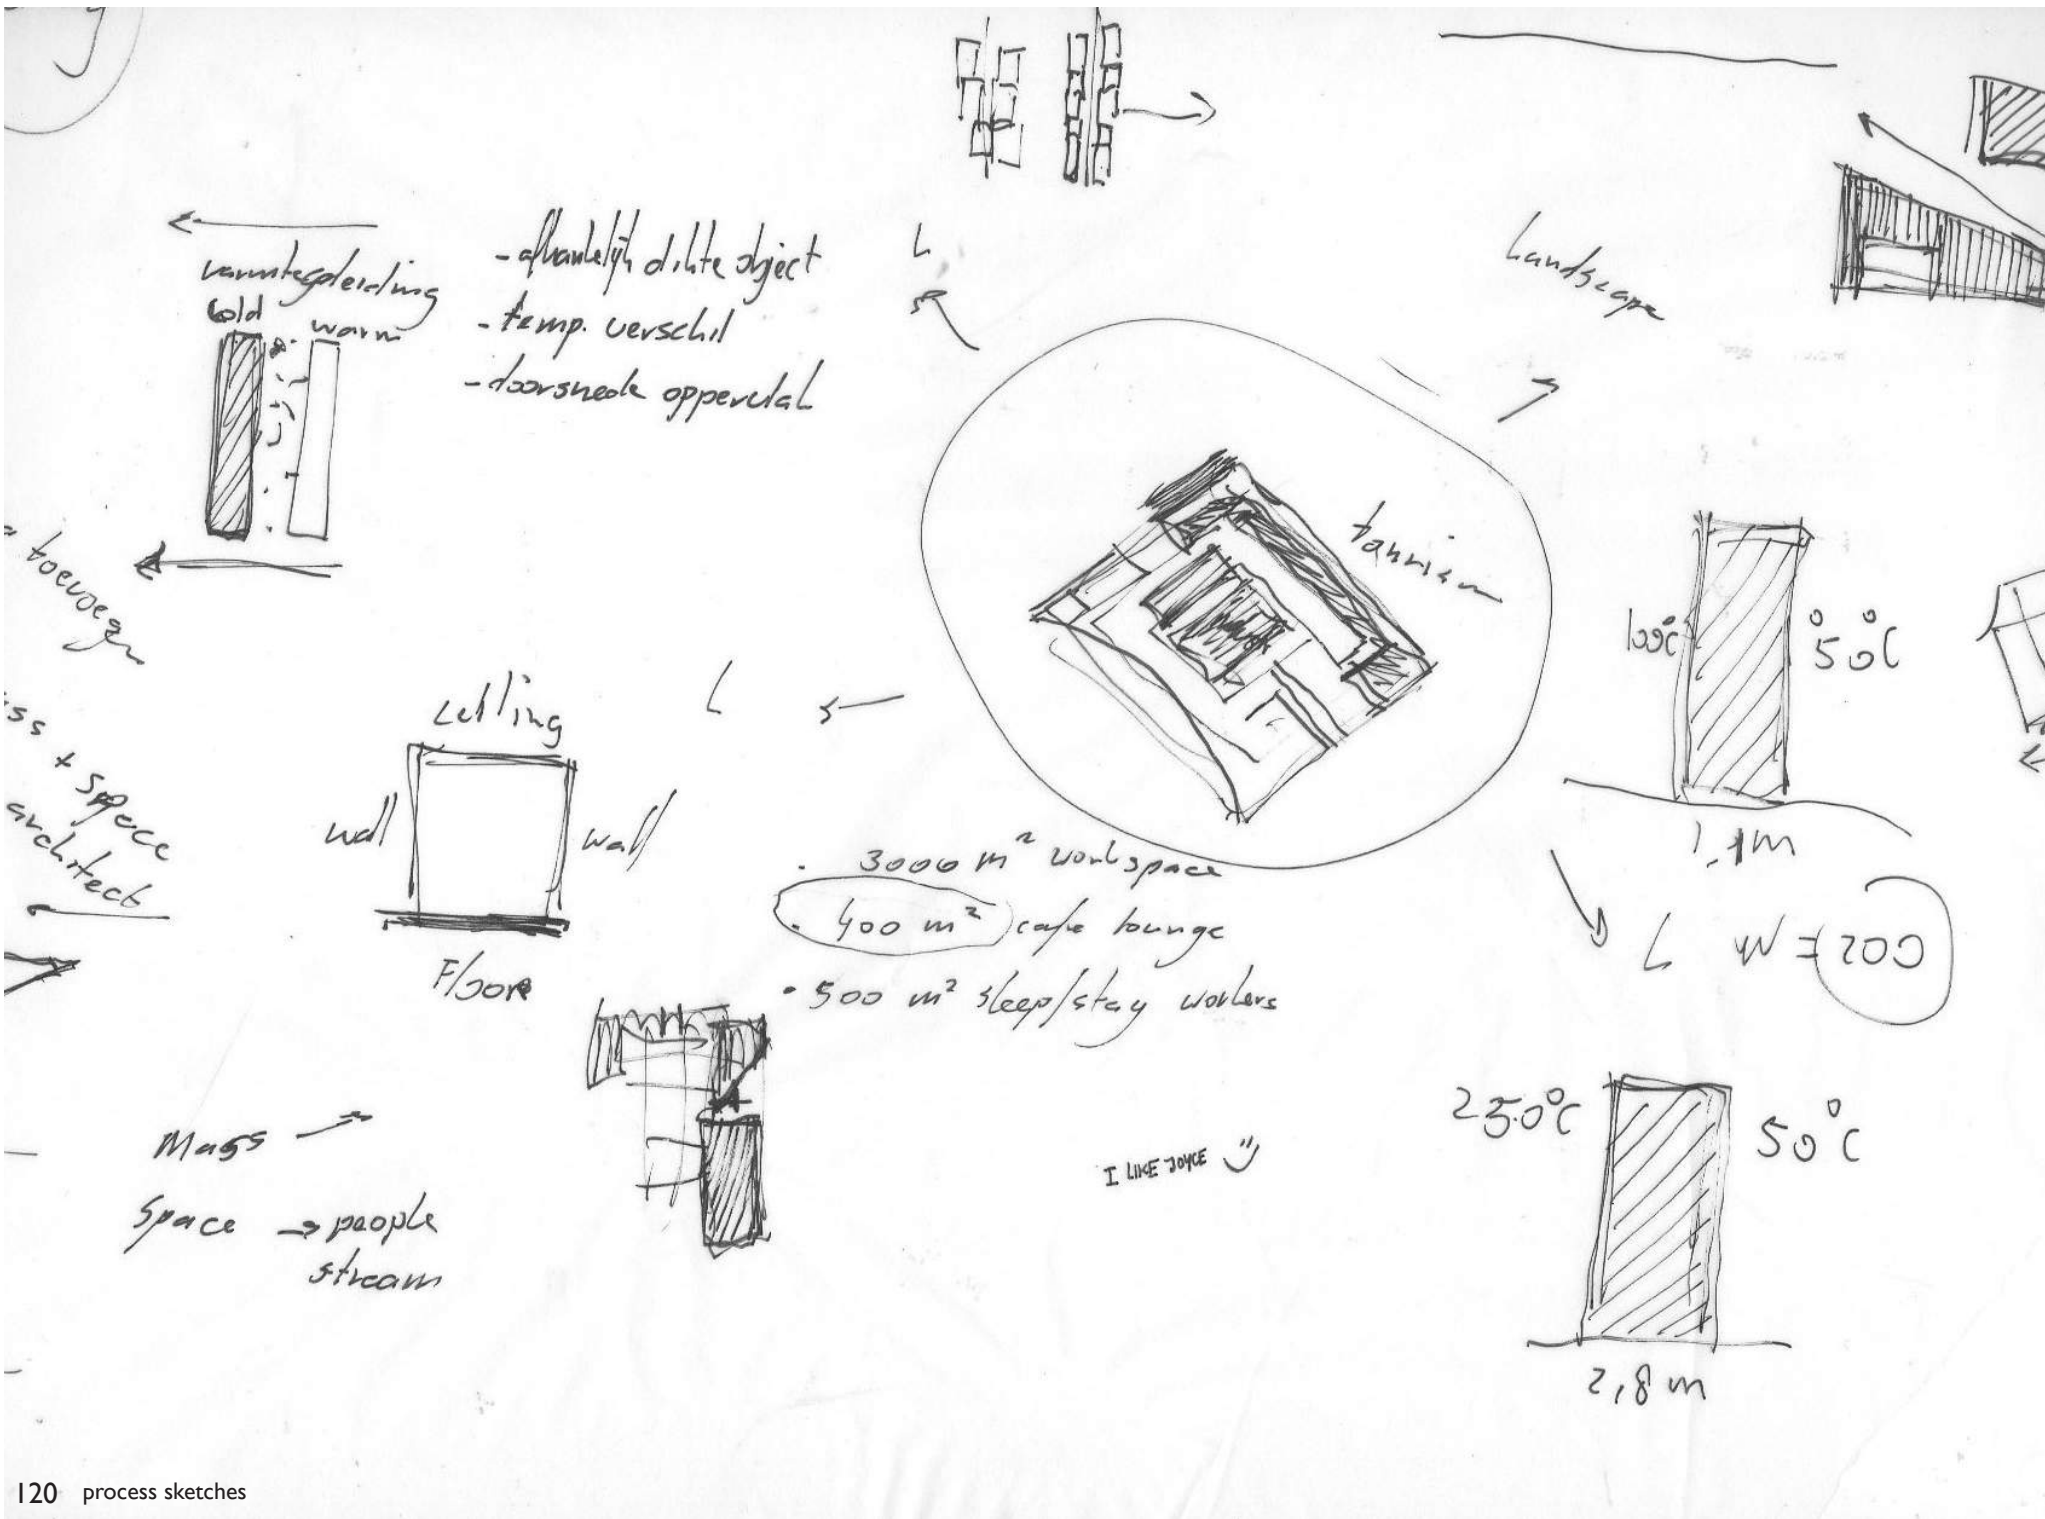 Landscape
warmtegeleiding
Cold
warm
- afhankelijk dikte object
- temp. verschil
- doorsnede oppervlak
100°C
50°C
toevoegen
+ space
architect
ceiling
wall
wall
Floor
1,1m
• 3000 m² workspace
• 400 m² cafe lounge
• 500 m² sleep/stay workers
Mass →
Space → people
stream
I LIKE JOYCE
250°C
50°C
2,8 m
120 process sketches